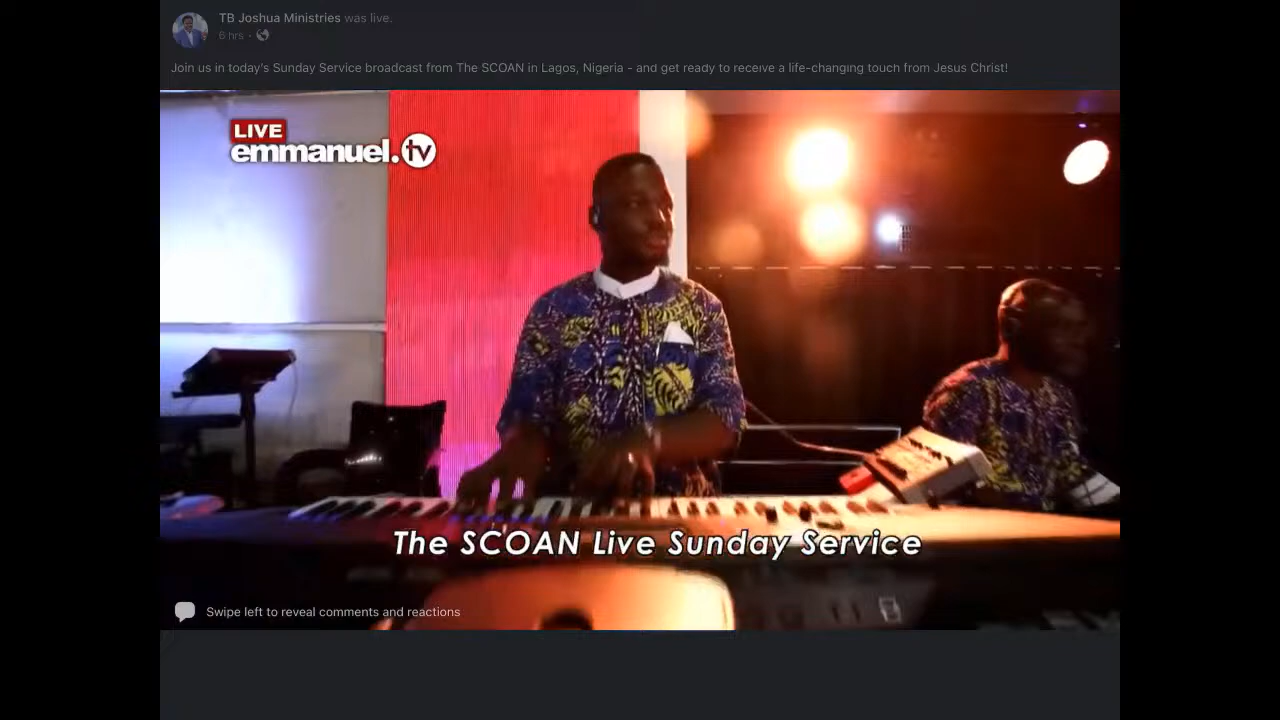 TB Joshua Ministries was live.
6 hrs ·
Join us in today's Sunday Service broadcast from The SCOAN in Lagos, Nigeria - and get ready to receive a life-changing touch from Jesus Christ!
LIVE
emmanuel.tv
The SCOAN Live Sunday Service
Swipe left to reveal comments and reactions